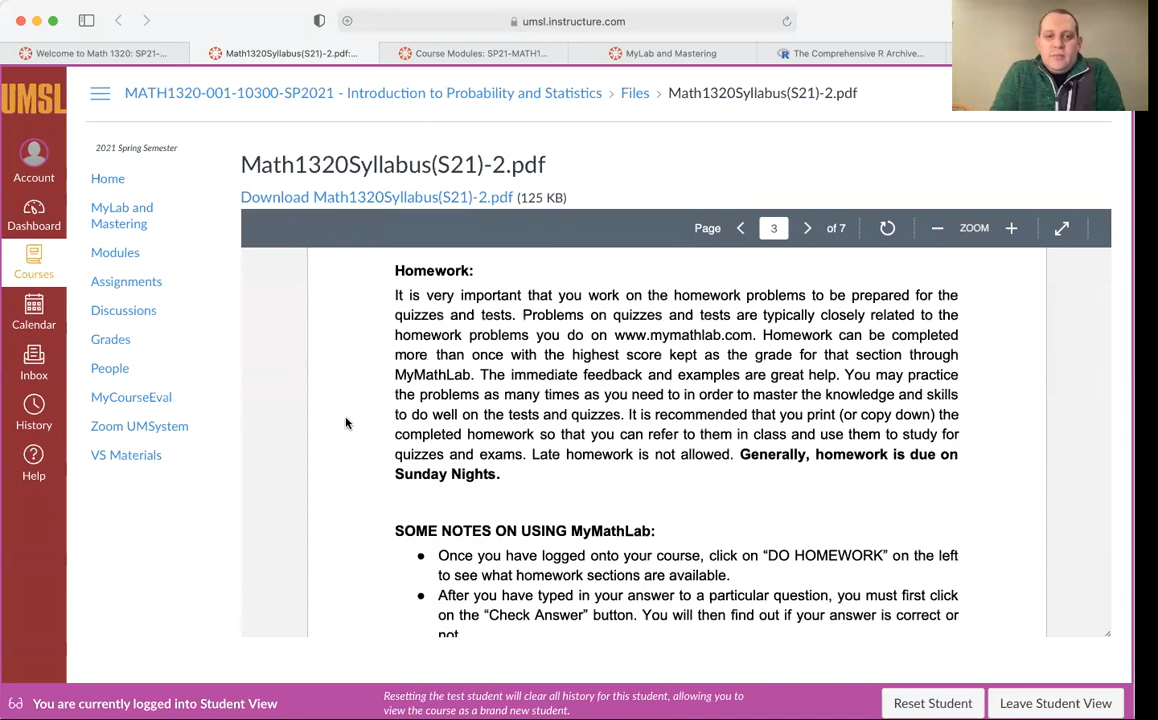 umsl.instructure.com
Welcome to Math 1320: SP21-...
Math1320Syllabus(S21)-2.pdf:...
Course Modules: SP21-MATH1...
MyLab and Mastering
The Comprehensive R Archive...
UMSL
MATH1320-001-10300-SP2021 - Introduction to Probability and Statistics > Files > Math1320Syllabus(S21)-2.pdf
Account
Dashboard
Courses
Calendar
Inbox
History
Help
2021 Spring Semester
Home
MyLab and
Mastering
Modules
Assignments
Discussions
Grades
People
MyCourseEval
Zoom UMSystem
VS Materials
Math1320Syllabus(S21)-2.pdf
Download Math1320Syllabus(S21)-2.pdf (125 KB)
Page 3 of 7 ZOOM
Homework:
It is very important that you work on the homework problems to be prepared for the
quizzes and tests. Problems on quizzes and tests are typically closely related to the
homework problems you do on www.mymathlab.com. Homework can be completed
more than once with the highest score kept as the grade for that section through
MyMathLab. The immediate feedback and examples are great help. You may practice
the problems as many times as you need to in order to master the knowledge and skills
to do well on the tests and quizzes. It is recommended that you print (or copy down) the
completed homework so that you can refer to them in class and use them to study for
quizzes and exams. Late homework is not allowed. Generally, homework is due on
Sunday Nights.
SOME NOTES ON USING MyMathLab:
● Once you have logged onto your course, click on “DO HOMEWORK” on the left
to see what homework sections are available.
● After you have typed in your answer to a particular question, you must first click
on the “Check Answer” button. You will then find out if your answer is correct or
not
You are currently logged into Student View
Resetting the test student will clear all history for this student, allowing you to
view the course as a brand new student.
Reset Student
Leave Student View